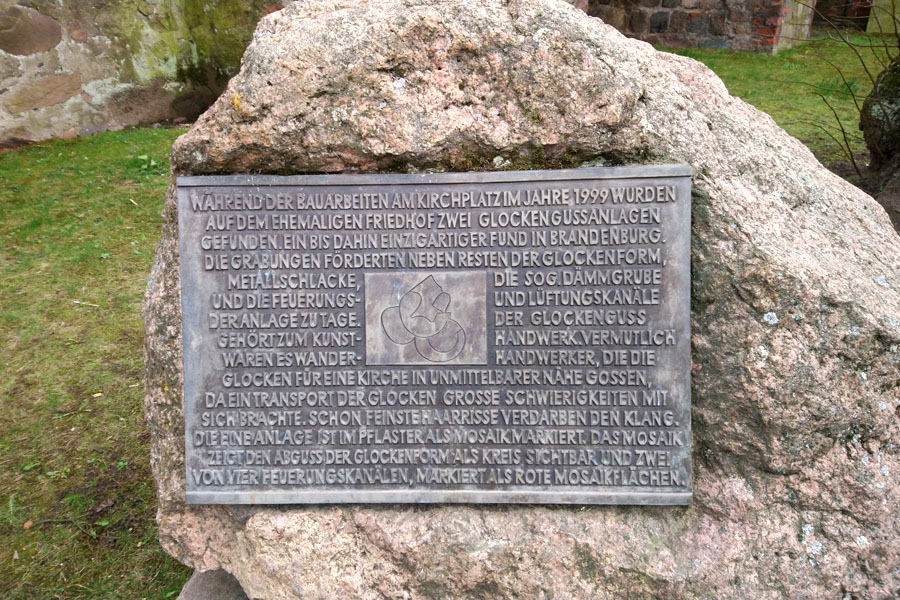 WÄHREND DER BAUARBEITEN AM KIRCHPLATZ IM JAHRE 1999 WURDEN
AUF DEM EHEMALIGEN FRIEDHOF ZWEI GLOCKENGUSSANLAGEN
GEFUNDEN. EIN BIS DAHIN EINZIGARTIGER FUND IN BRANDENBURG.
DIE GRABUNGEN FÖRDERTEN NEBEN RESTEN DER GLOCKENFORM,
METALLSCHLACKE, DIE SOG. DÄMMGRUBE
UND DIE FEUERUNGS- UND LÜFTUNGSKANÄLE
DER ANLAGE ZU TAGE. DER GLOCKENGUSS
GEHÖRT ZUM KUNST- HANDWERK. VERMUTLICH
WAREN ES WANDER- HANDWERKER, DIE DIE
GLOCKEN FÜR EINE KIRCHE IN UNMITTELBARER NÄHE GOSSEN,
DA EIN TRANSPORT DER GLOCKEN GROSSE SCHWIERIGKEITEN MIT
SICH BRACHTE. SCHON FEINSTE HAARRISSE VERDARBEN DEN KLANG.
DIE EINE ANLAGE IST IM PFLASTER ALS MOSAIK MARKIERT. DAS MOSAIK
ZEIGT DEN ABGUSS DER GLOCKENFORM ALS KREIS SICHTBAR UND ZWEI
VON VIER FEUERUNGSKANÄLEN, MARKIERT ALS ROTE MOSAIKFLÄCHEN.